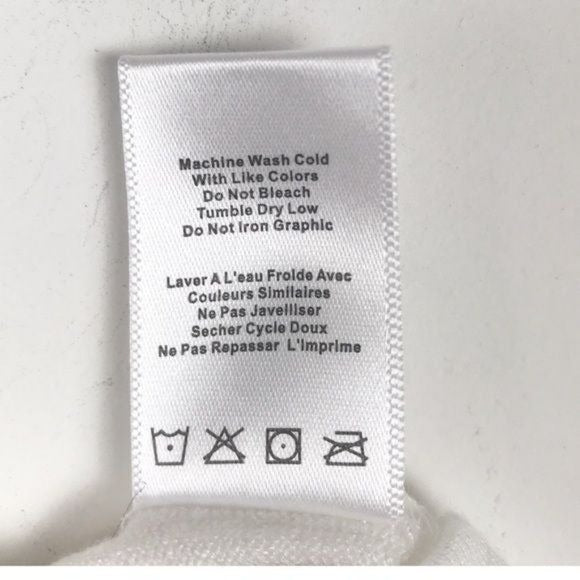 Machine Wash Cold
With Like Colors
Do Not Bleach
Tumble Dry Low
Do Not Iron Graphic
Laver A L'eau Frolde Avec
Couleurs Similaires
Ne Pas Javelliser
Secher Cycle Doux
Ne Pas Repassar L'Imprime